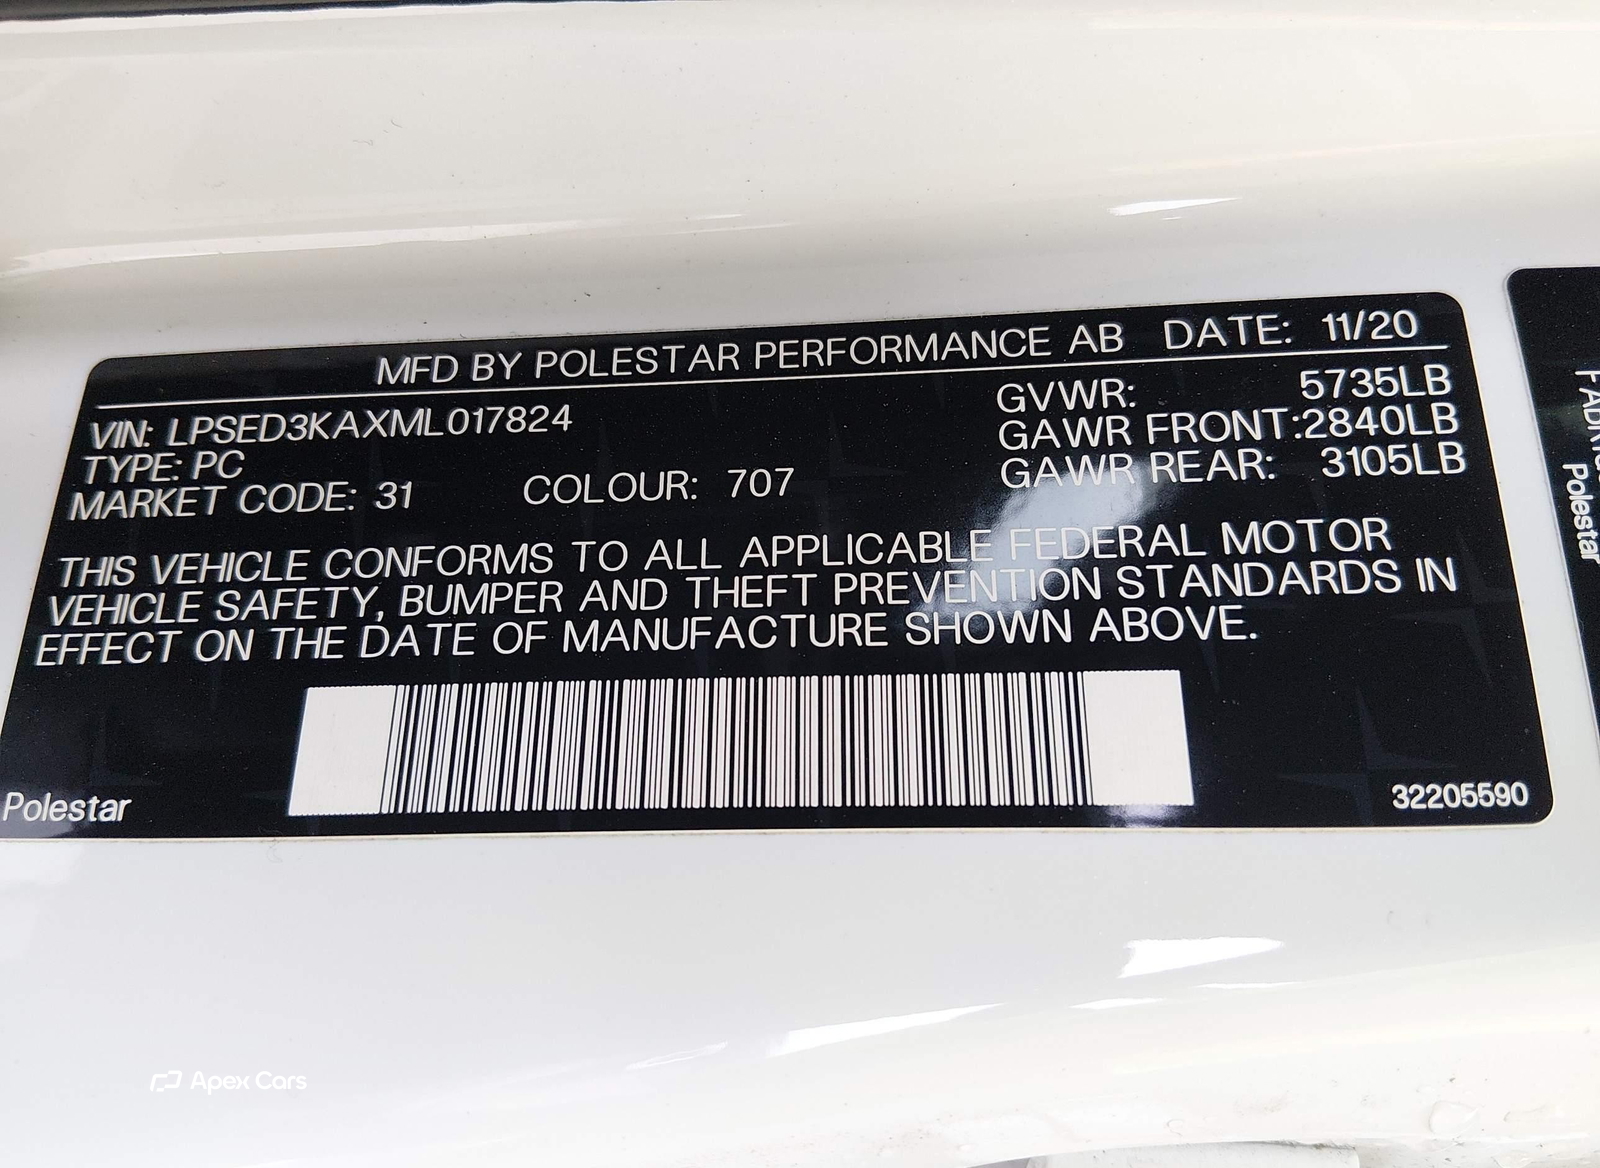 MFD BY POLESTAR PERFORMANCE AB DATE: 11/20
VIN: LPSED3KAXML017824
TYPE: PC
MARKET CODE: 31 COLOUR: 707
GVWR: 5735LB
GAWR FRONT: 2840LB
GAWR REAR: 3105LB
THIS VEHICLE CONFORMS TO ALL APPLICABLE FEDERAL MOTOR
VEHICLE SAFETY, BUMPER AND THEFT PREVENTION STANDARDS IN
EFFECT ON THE DATE OF MANUFACTURE SHOWN ABOVE.
Polestar
32205590
Polestar
Apex Cars